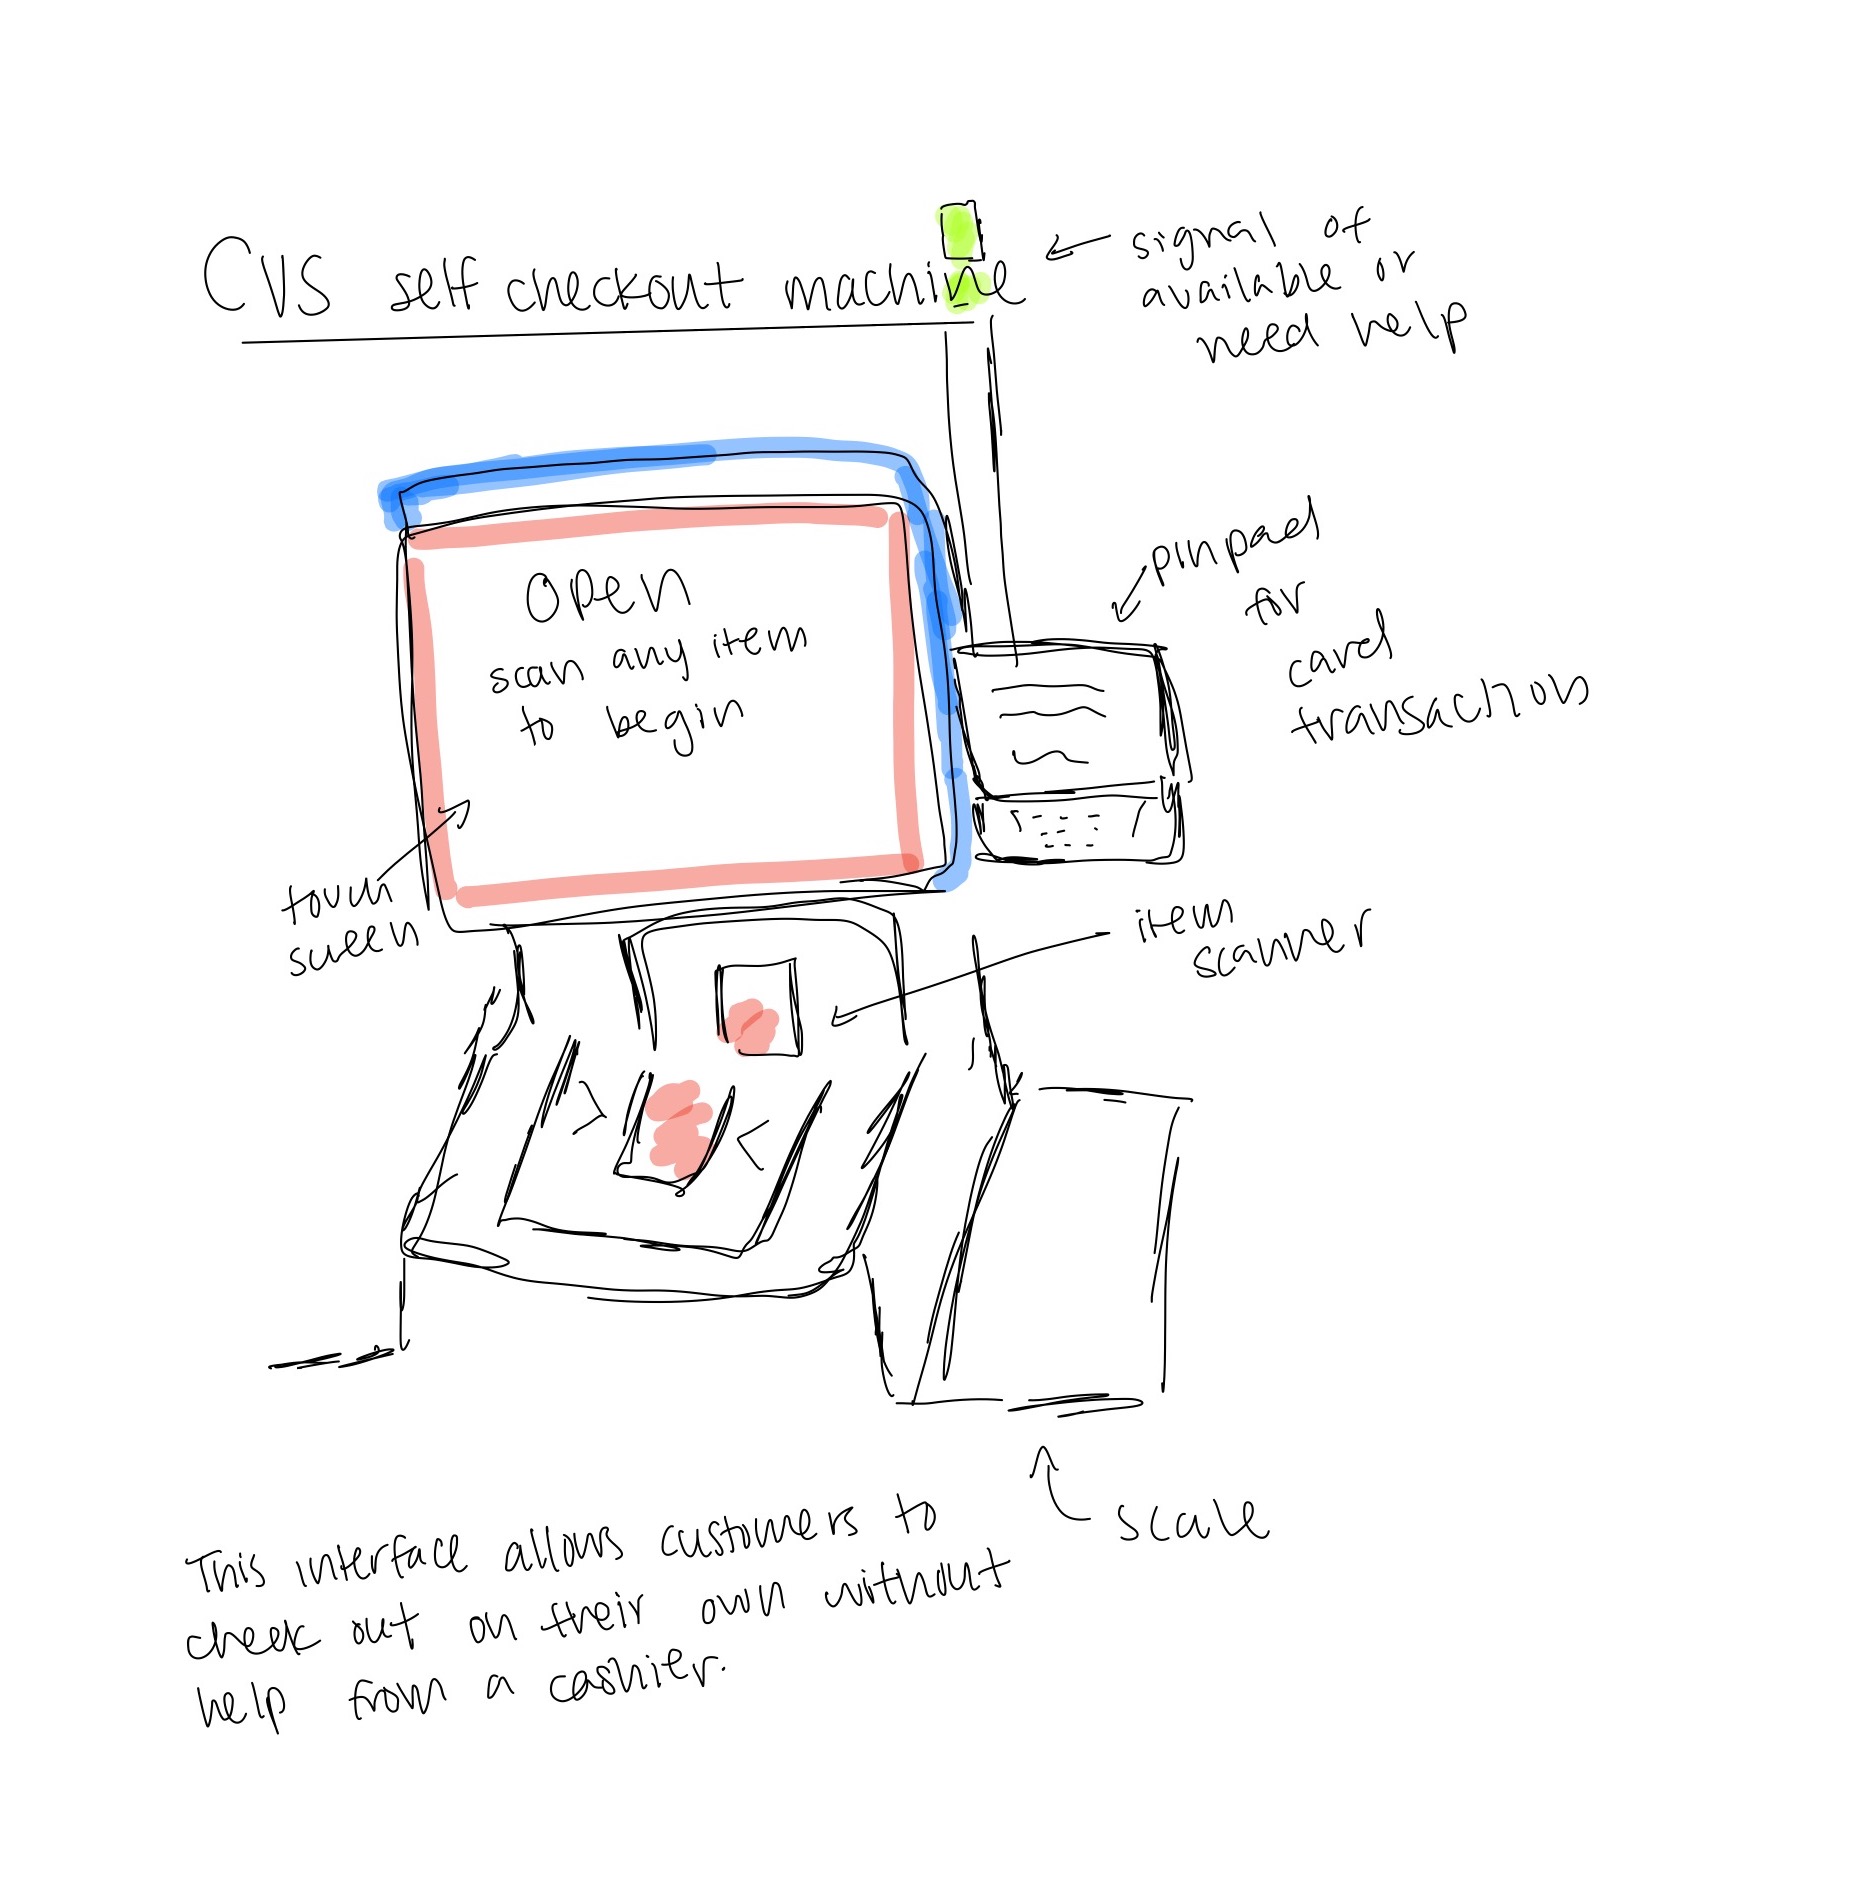 CVS self checkout machine
signal of
available or
need help
Open
scan any item
to begin
pinpad
for
card
transactions
touch
screen
item
scanner
scale
This interface allows customers to
check out on their own without
help from a cashier.